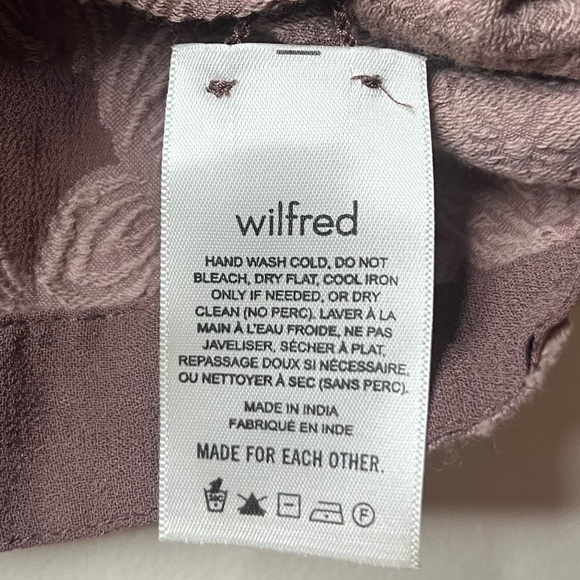 wilfred
HAND WASH COLD, DO NOT
BLEACH, DRY FLAT, COOL IRON
ONLY IF NEEDED, OR DRY
CLEAN (NO PERC). LAVER À LA
MAIN À L'EAU FROIDE, NE PAS
JAVELISER, SÉCHER À PLAT,
REPASSAGE DOUX SI NÉCESSAIRE,
OU NETTOYER À SEC (SANS PERC).
MADE IN INDIA
FABRIQUÉ EN INDE
MADE FOR EACH OTHER.
F